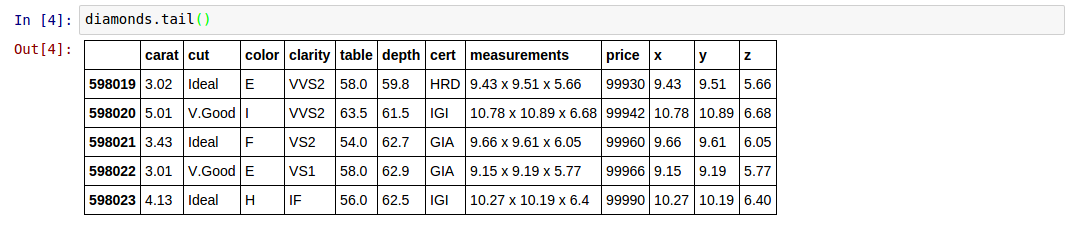 In [4]: diamonds.tail()
Out[4]:
carat cut color clarity table depth cert measurements price x y z
598019 3.02 Ideal E VVS2 58.0 59.8 HRD 9.43 x 9.51 x 5.66 99930 9.43 9.51 5.66
598020 5.01 V.Good I VVS2 63.5 61.5 IGI 10.78 x 10.89 x 6.68 99942 10.78 10.89 6.68
598021 3.43 Ideal F VS2 54.0 62.7 GIA 9.66 x 9.61 x 6.05 99960 9.66 9.61 6.05
598022 3.01 V.Good E VS1 58.0 62.9 GIA 9.15 x 9.19 x 5.77 99966 9.15 9.19 5.77
598023 4.13 Ideal H IF 56.0 62.5 IGI 10.27 x 10.19 x 6.4 99990 10.27 10.19 6.40